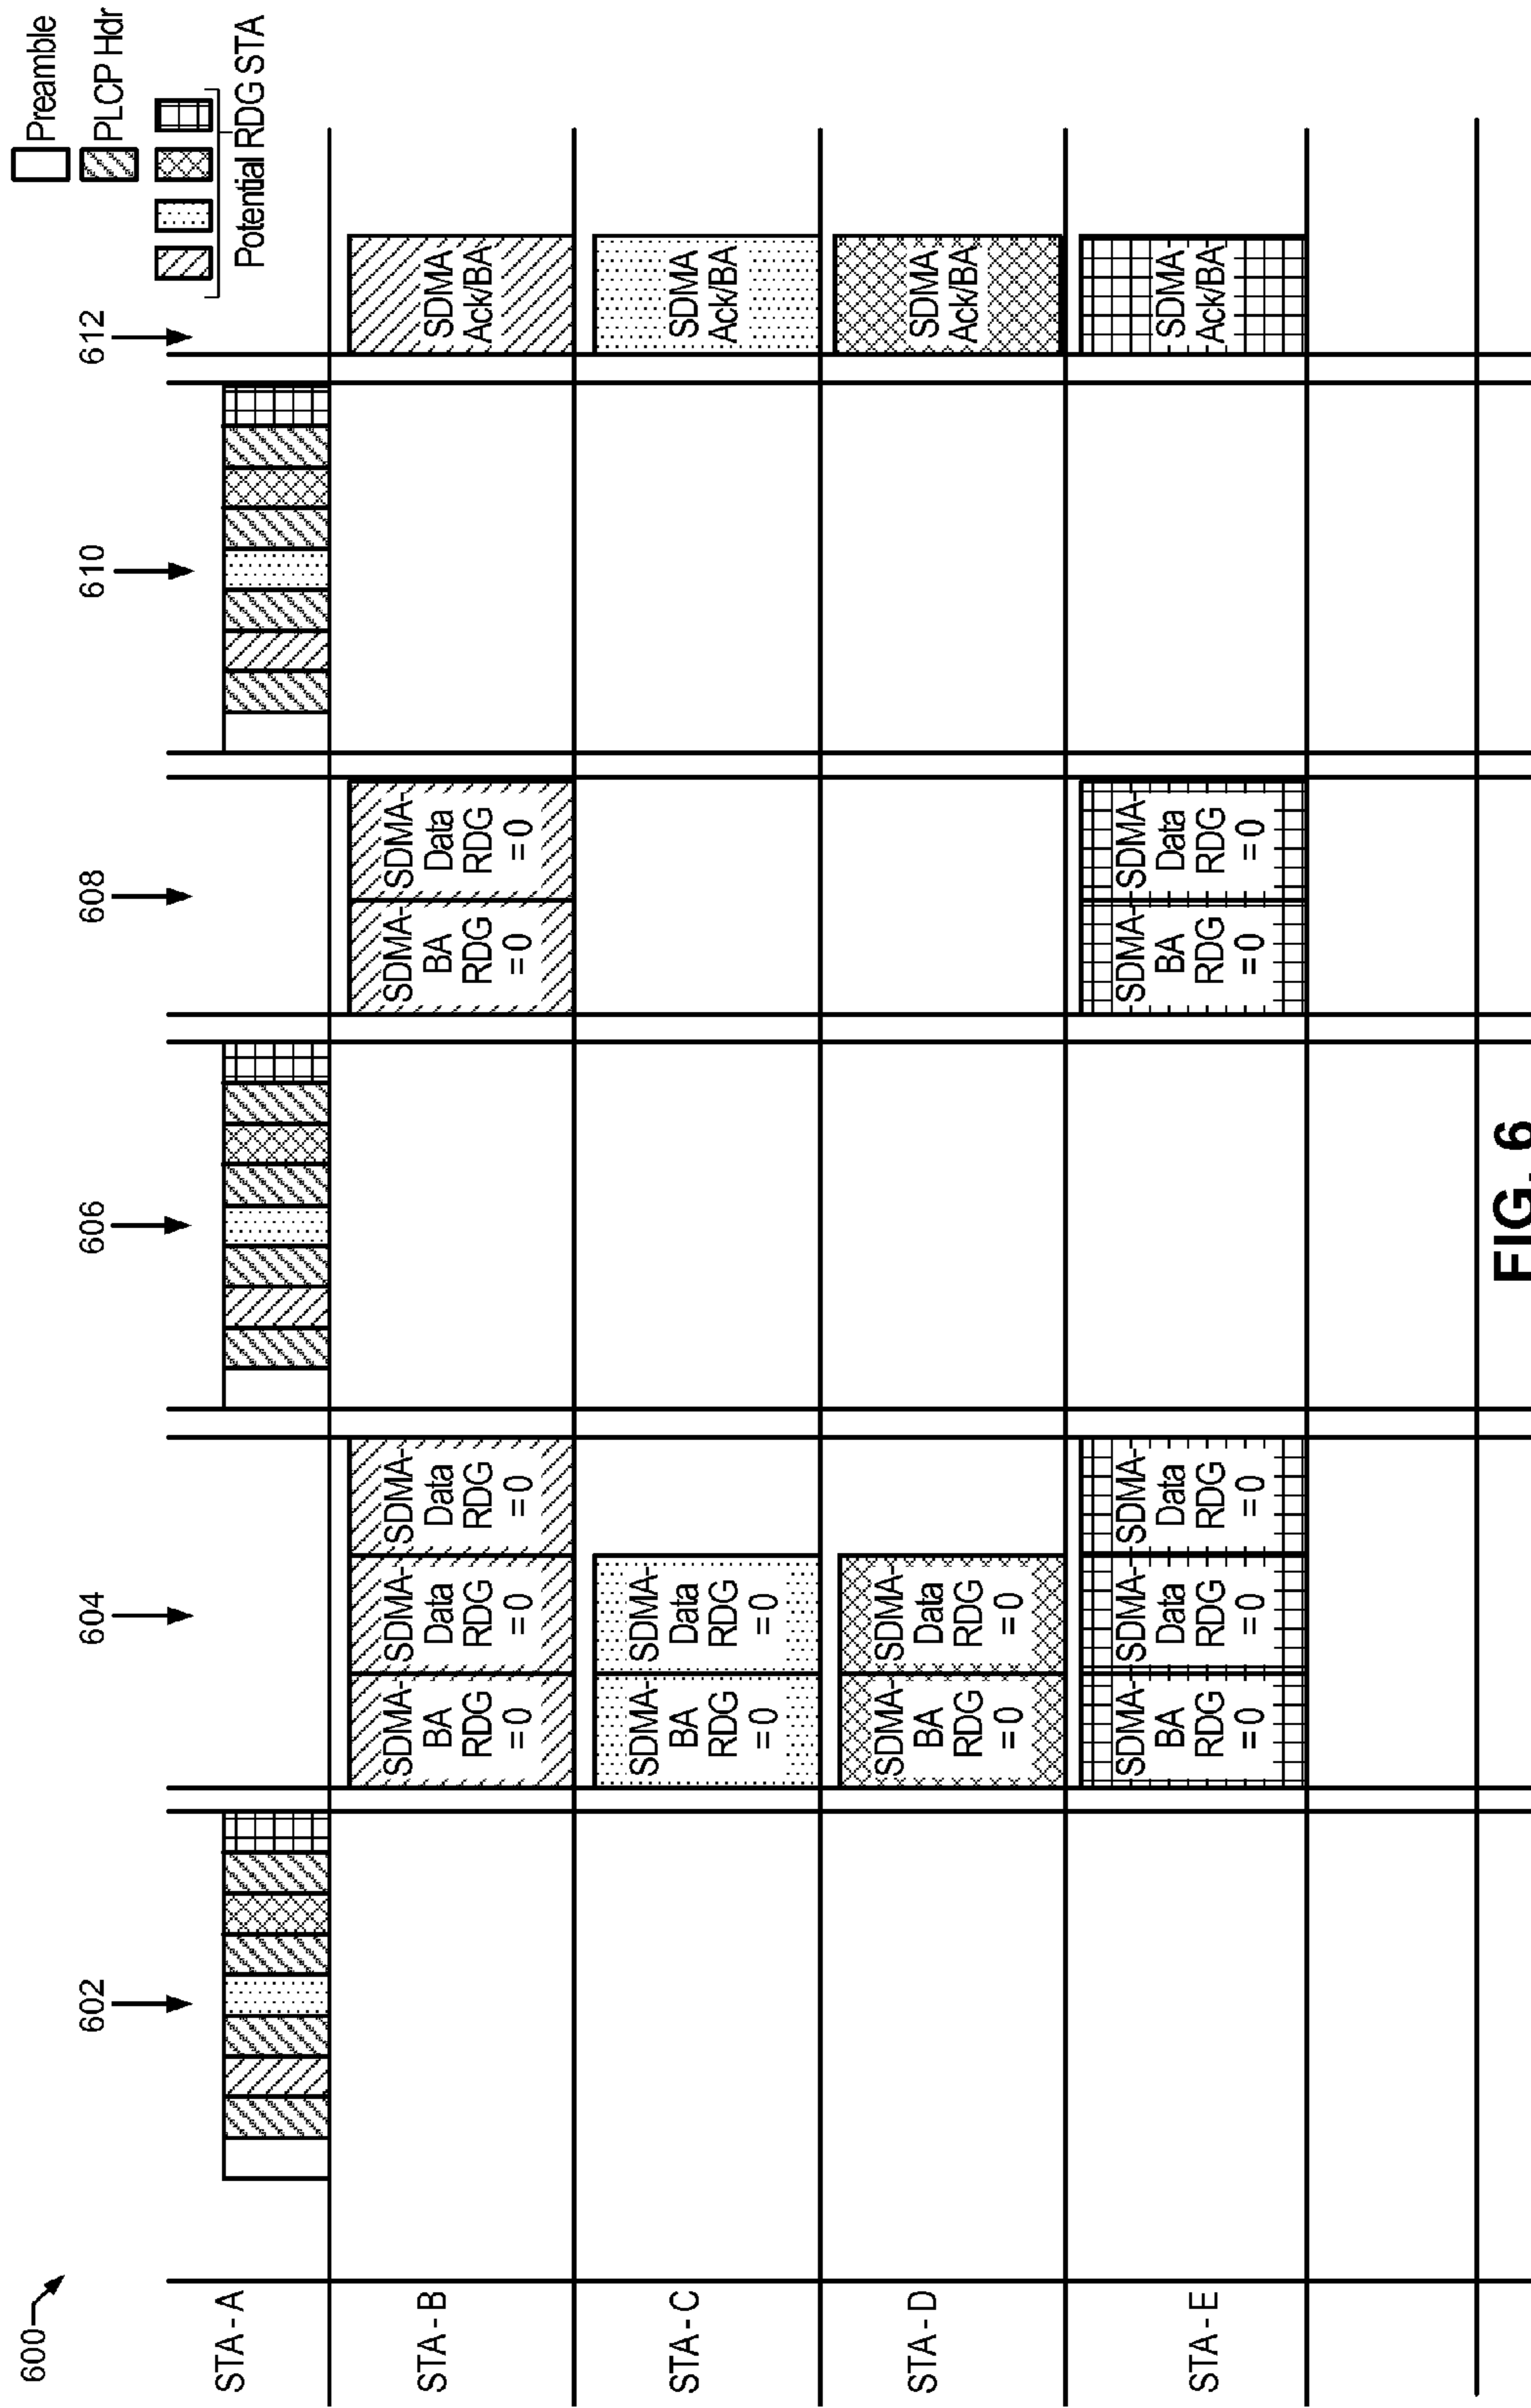 600
602
604
606
608
610
612
Preamble
PLCP Hdr
Potential RDG STA
STA - A
STA - B
SDMA-
BA
RDG
=0
SDMA-
Data
RDG
=0
SDMA-
Data
RDG
=0
SDMA-
BA
RDG
=0
SDMA-
Data
RDG
=0
SDMA
Ack/BA
STA - C
SDMA-
BA
RDG
=0
SDMA-
Data
RDG
=0
SDMA
Ack/BA
STA - D
SDMA-
BA
RDG
=0
SDMA-
Data
RDG
=0
SDMA
Ack/BA
STA - E
SDMA-
BA
RDG
=0
SDMA-
Data
RDG
=0
SDMA-
Data
RDG
=0
SDMA-
BA
RDG
=0
SDMA-
Data
RDG
=0
SDMA
Ack/BA
FIG. 6